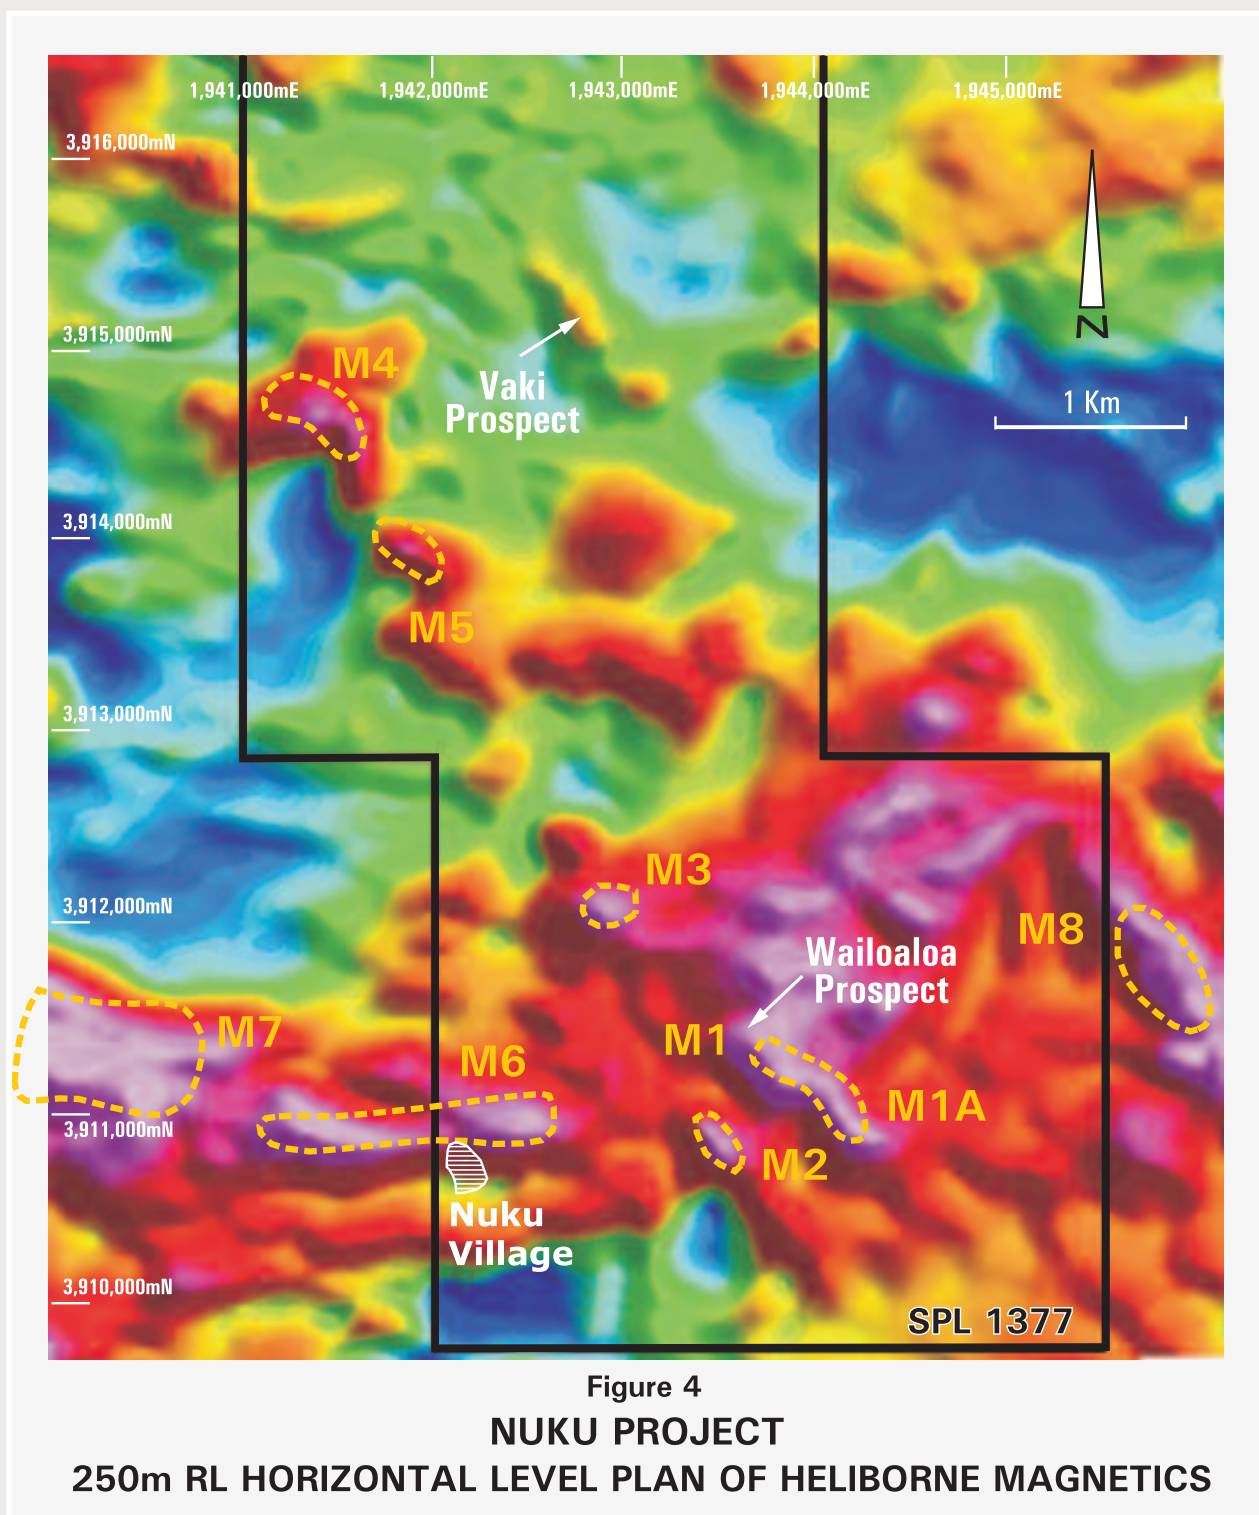 1,941,000mE
1,942,000mE
1,943,000mE
1,944,000mE
1,945,000mE
3,916,000mN
3,915,000mN
N
M4
Vaki
Prospect
1 Km
3,914,000mN
M5
3,913,000mN
M3
3,912,000mN
M8
Wailoaloa
Prospect
M7
M1
M6
M1A
3,911,000mN
M2
Nuku
Village
3,910,000mN
SPL 1377
Figure 4
NUKU PROJECT
250m RL HORIZONTAL LEVEL PLAN OF HELIBORNE MAGNETICS